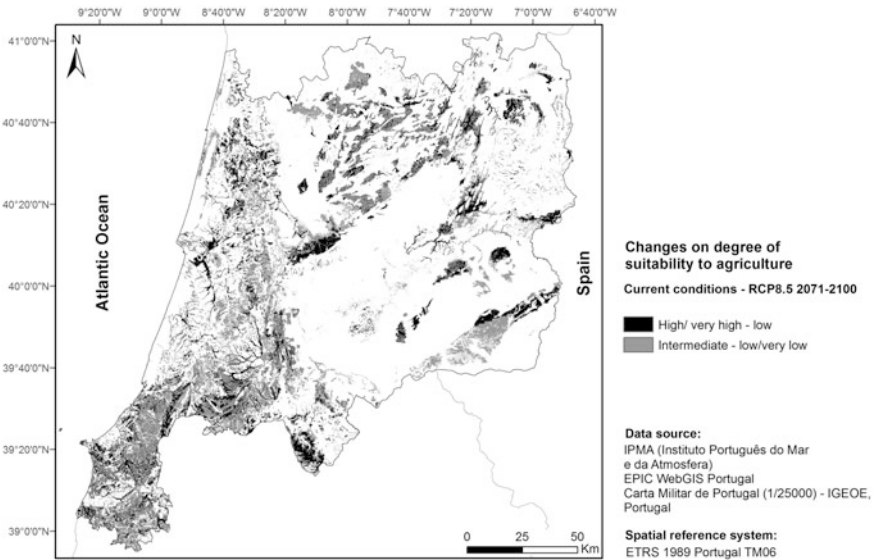 9°20'0"W 9°0'0"W 8°40'0"W 8°20'0"W 8°0'0"W 7°40'0"W 7°20'0"W 7°0'0"W 6°40'0"W
41°0'0"N
N
40°40'0"N
40°20'0"N
40°0'0"N
39°40'0"N
39°20'0"N
39°0'0"N
Atlantic Ocean
Spain
0 25 50
Km
Changes on degree of
suitability to agriculture
Current conditions - RCP8.5 2071-2100
High/ very high - low
Intermediate - low/very low
Data source:
IPMA (Instituto Português do Mar
e da Atmosfera)
EPIC WebGIS Portugal
Carta Militar de Portugal (1/25000) - IGEOE,
Portugal
Spatial reference system:
ETRS 1989 Portugal TM06